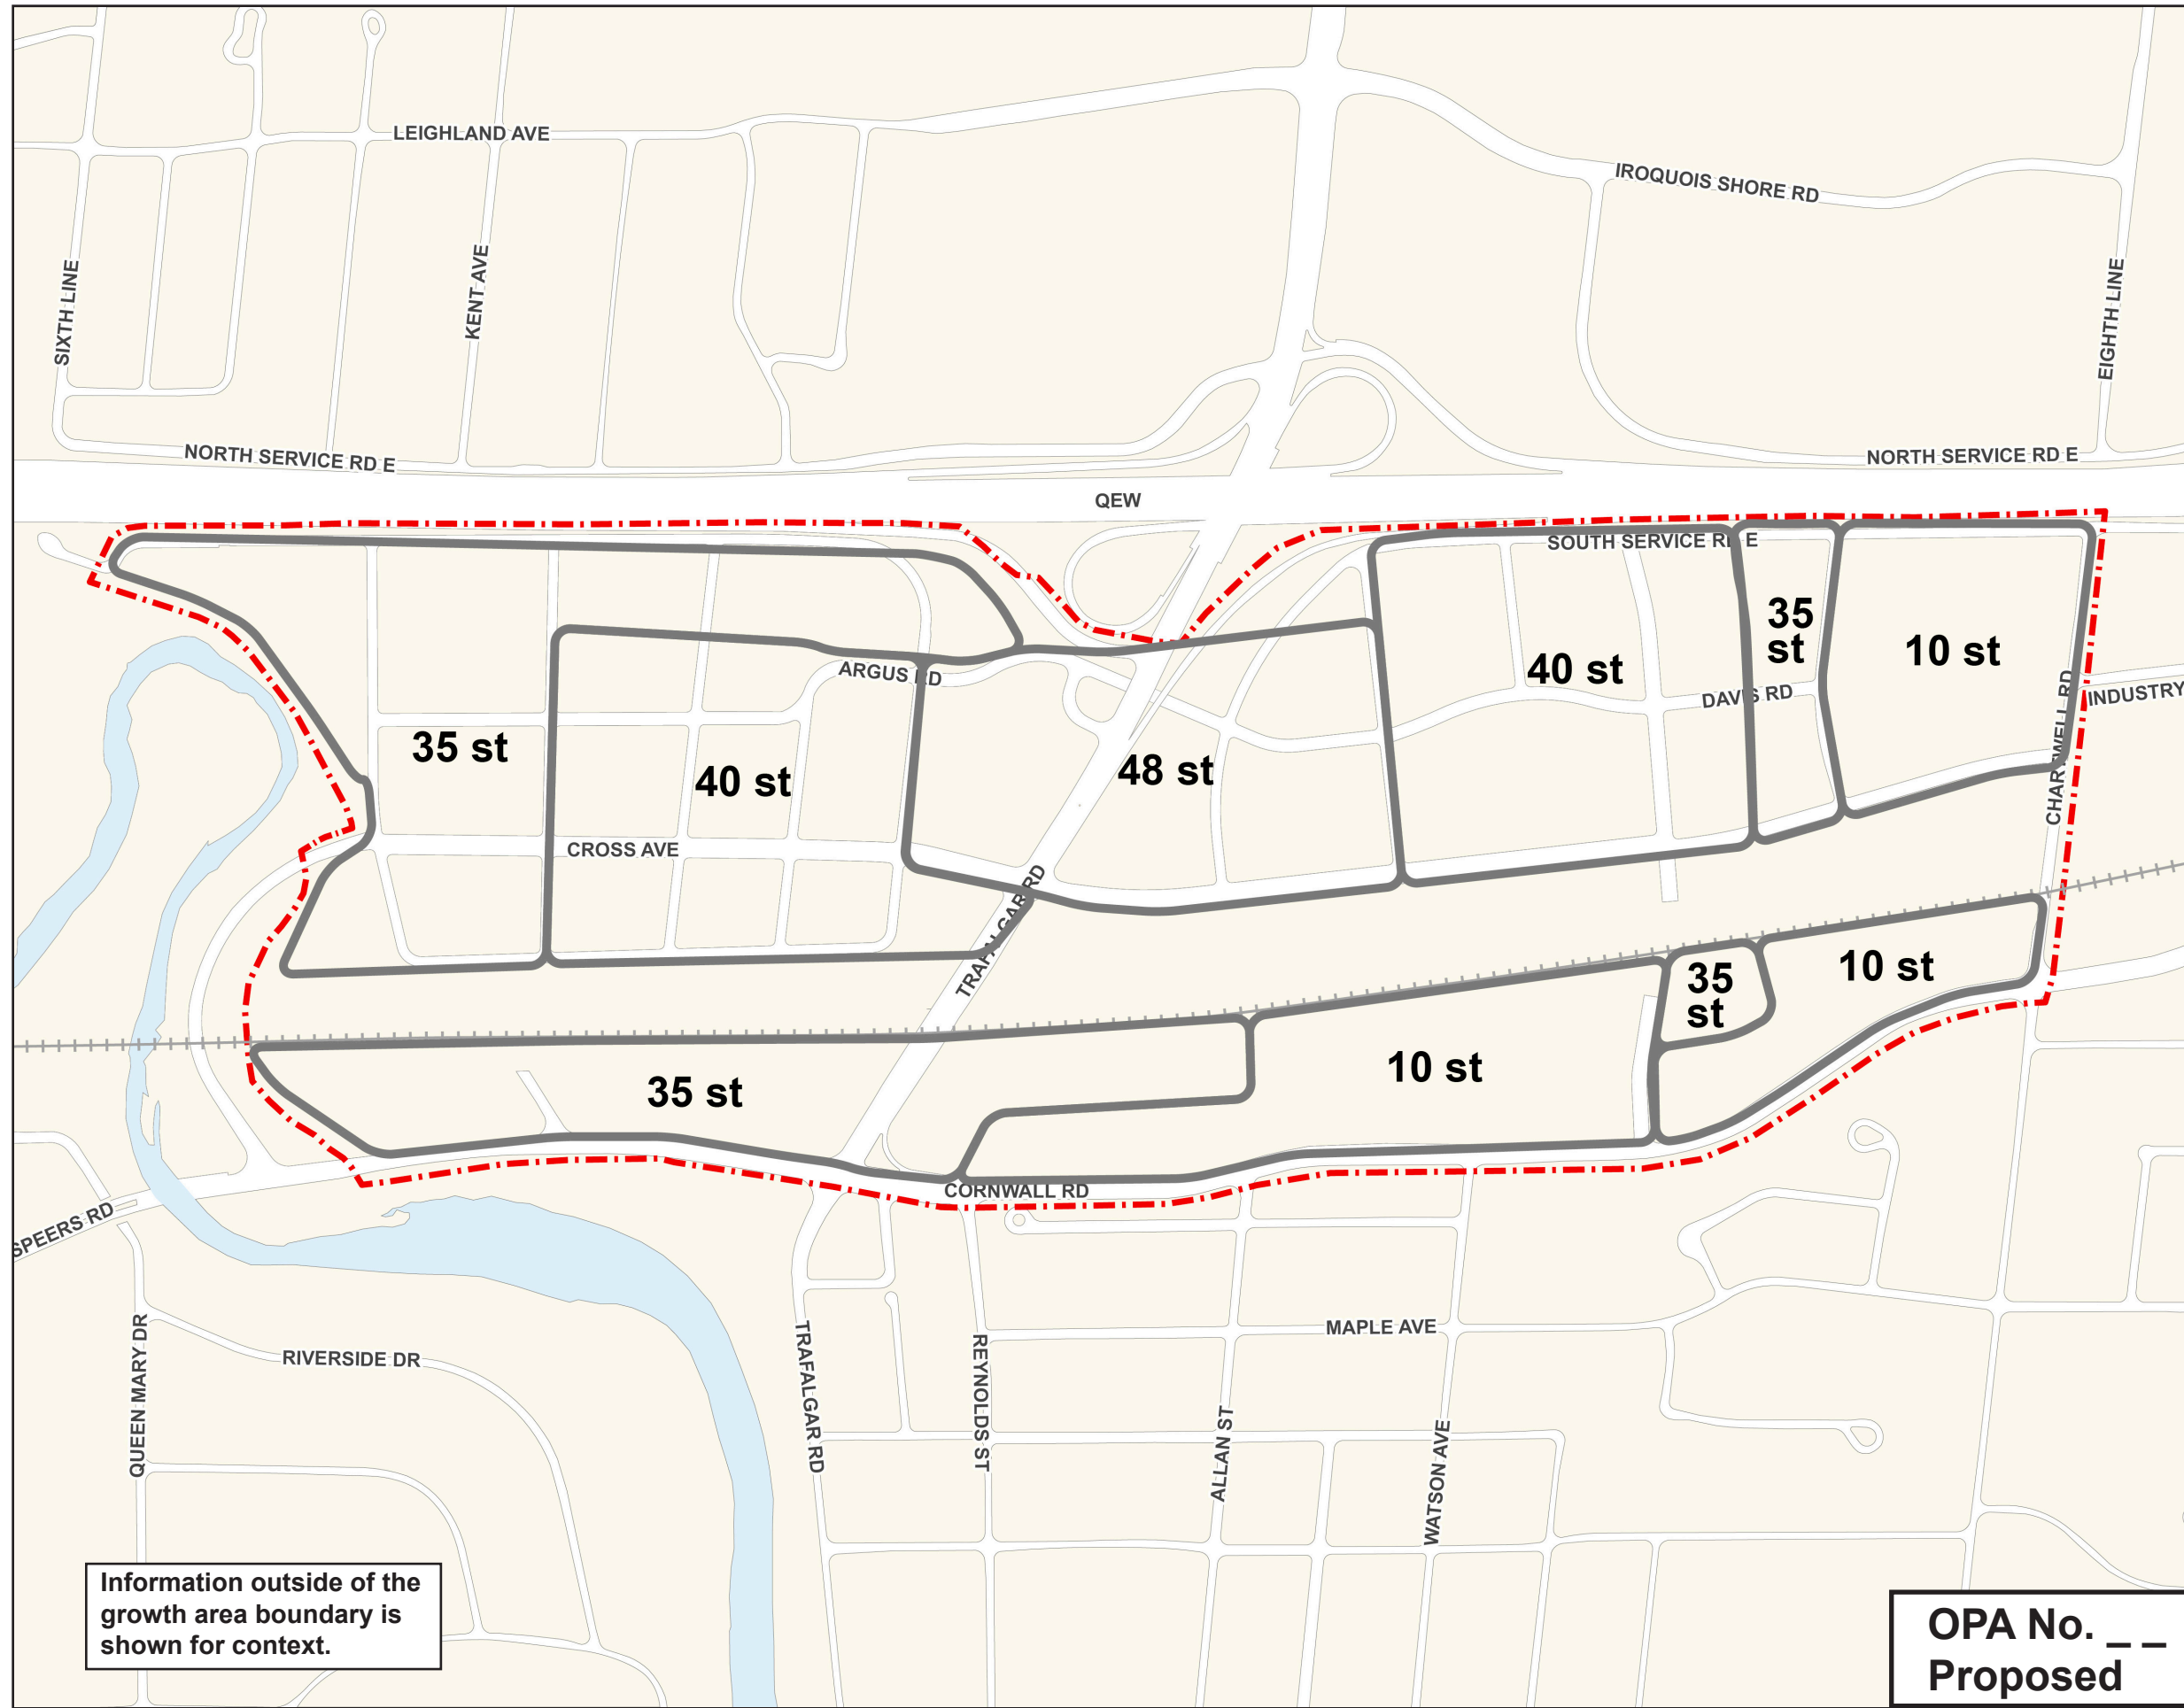 LEIGHLAND AVE
IROQUOIS SHORE RD
SIXTH LINE
KENT AVE
EIGHTH LINE
NORTH SERVICE RD E
NORTH SERVICE RD E
QEW
SOUTH SERVICE RD E
35
st
10 st
40 st
ARGUS RD
DAVIS RD
INDUSTRY
CHARTWELL RD
35 st
40 st
48 st
CROSS AVE
TRAFALGAR RD
10 st
35
st
10 st
35 st
CORNWALL RD
SPEERS RD
QUEEN MARY DR
RIVERSIDE DR
TRAFALGAR RD
REYNOLDS ST
MAPLE AVE
ALLAN ST
WATSON AVE
Information outside of the
growth area boundary is
shown for context.
OPA No. _ _
Proposed